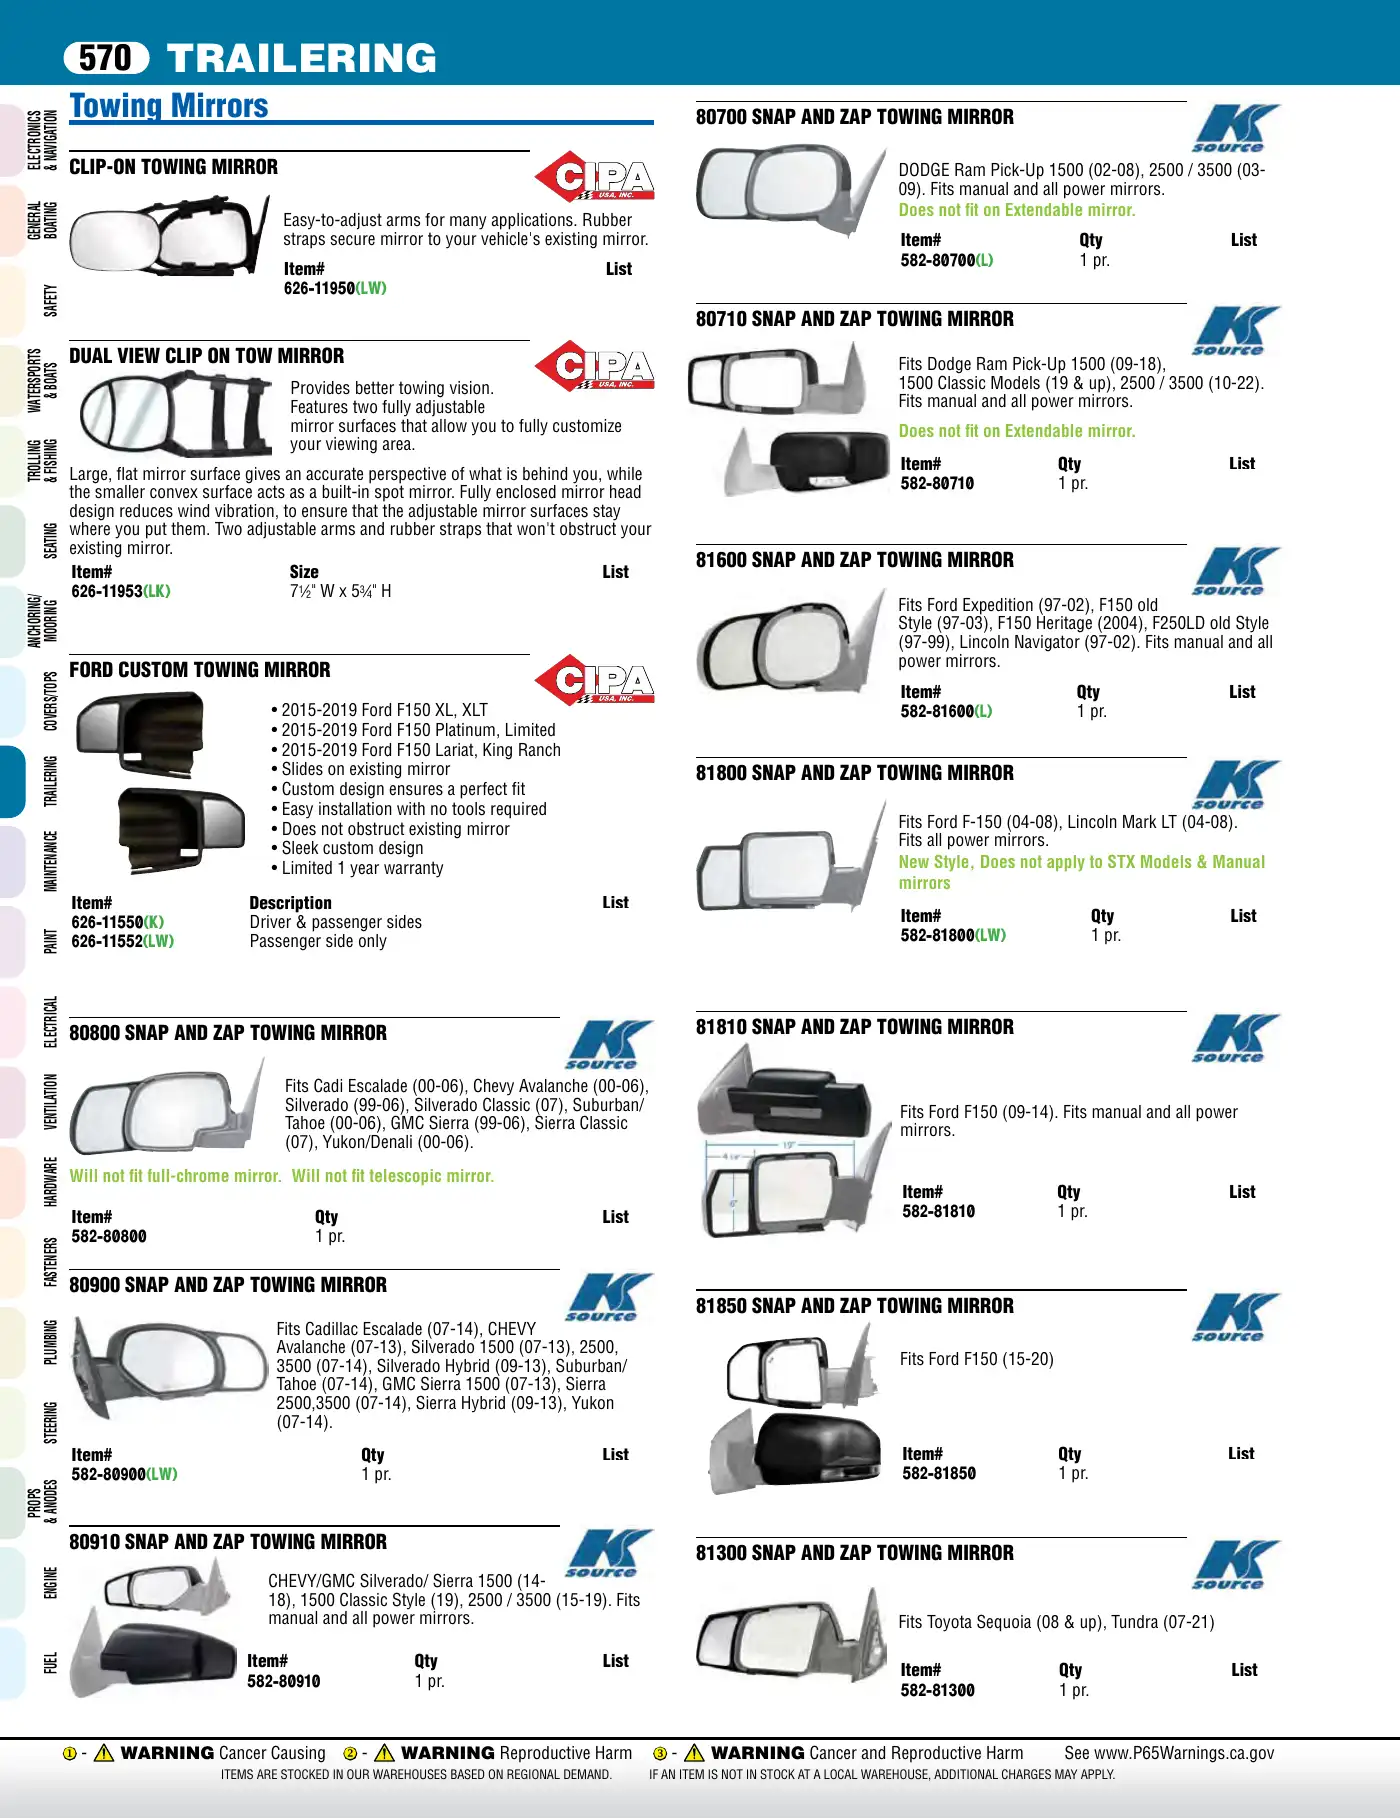 570 TRAILERING
ELECTRONICS
& NAVIGATION
GENERAL
BOATING
SAFETY
WATERSPORTS
& BOATS
TROLLING
& FISHING
SEATING
ANCHORING/
MOORING
COVERS/TOPS
TRAILERING
MAINTENANCE
PAINT
ELECTRICAL
VENTILATION
HARDWARE
FASTENERS
PLUMBING
STEERING
PROPS
& ANODES
ENGINE
FUEL
Towing Mirrors
CLIP-ON TOWING MIRROR
CIPA
USA, INC.
Easy-to-adjust arms for many applications. Rubber
straps secure mirror to your vehicle's existing mirror.
Item# List
626-11950(LW)
DUAL VIEW CLIP ON TOW MIRROR
CIPA
USA, INC.
Provides better towing vision.
Features two fully adjustable
mirror surfaces that allow you to fully customize
your viewing area.
Large, flat mirror surface gives an accurate perspective of what is behind you, while
the smaller convex surface acts as a built-in spot mirror. Fully enclosed mirror head
design reduces wind vibration, to ensure that the adjustable mirror surfaces stay
where you put them. Two adjustable arms and rubber straps that won't obstruct your
existing mirror.
Item# Size List
626-11953(LK) 7½" W x 5¾" H
FORD CUSTOM TOWING MIRROR
CIPA
USA, INC.
• 2015-2019 Ford F150 XL, XLT
• 2015-2019 Ford F150 Platinum, Limited
• 2015-2019 Ford F150 Lariat, King Ranch
• Slides on existing mirror
• Custom design ensures a perfect fit
• Easy installation with no tools required
• Does not obstruct existing mirror
• Sleek custom design
• Limited 1 year warranty
Item# Description List
626-11550(K) Driver & passenger sides
626-11552(LW) Passenger side only
80800 SNAP AND ZAP TOWING MIRROR
K source
Fits Cadi Escalade (00-06), Chevy Avalanche (00-06),
Silverado (99-06), Silverado Classic (07), Suburban/
Tahoe (00-06), GMC Sierra (99-06), Sierra Classic
(07), Yukon/Denali (00-06).
Will not fit full-chrome mirror. Will not fit telescopic mirror.
Item# Qty List
582-80800 1 pr.
80900 SNAP AND ZAP TOWING MIRROR
K source
Fits Cadillac Escalade (07-14), CHEVY
Avalanche (07-13), Silverado 1500 (07-13), 2500,
3500 (07-14), Silverado Hybrid (09-13), Suburban/
Tahoe (07-14), GMC Sierra 1500 (07-13), Sierra
2500,3500 (07-14), Sierra Hybrid (09-13), Yukon
(07-14).
Item# Qty List
582-80900(LW) 1 pr.
80910 SNAP AND ZAP TOWING MIRROR
K source
CHEVY/GMC Silverado/ Sierra 1500 (14-
18), 1500 Classic Style (19), 2500 / 3500 (15-19). Fits
manual and all power mirrors.
Item# Qty List
582-80910 1 pr.
80700 SNAP AND ZAP TOWING MIRROR
K source
DODGE Ram Pick-Up 1500 (02-08), 2500 / 3500 (03-
09). Fits manual and all power mirrors.
Does not fit on Extendable mirror.
Item# Qty List
582-80700(L) 1 pr.
80710 SNAP AND ZAP TOWING MIRROR
K source
Fits Dodge Ram Pick-Up 1500 (09-18),
1500 Classic Models (19 & up), 2500 / 3500 (10-22).
Fits manual and all power mirrors.
Does not fit on Extendable mirror.
Item# Qty List
582-80710 1 pr.
81600 SNAP AND ZAP TOWING MIRROR
K source
Fits Ford Expedition (97-02), F150 old
Style (97-03), F150 Heritage (2004), F250LD old Style
(97-99), Lincoln Navigator (97-02). Fits manual and all
power mirrors.
Item# Qty List
582-81600(L) 1 pr.
81800 SNAP AND ZAP TOWING MIRROR
K source
Fits Ford F-150 (04-08), Lincoln Mark LT (04-08).
Fits all power mirrors.
New Style, Does not apply to STX Models & Manual
mirrors
Item# Qty List
582-81800(LW) 1 pr.
81810 SNAP AND ZAP TOWING MIRROR
K source
19"
6"
Fits Ford F150 (09-14). Fits manual and all power
mirrors.
Item# Qty List
582-81810 1 pr.
81850 SNAP AND ZAP TOWING MIRROR
K source
Fits Ford F150 (15-20)
Item# Qty List
582-81850 1 pr.
81300 SNAP AND ZAP TOWING MIRROR
K source
Fits Toyota Sequoia (08 & up), Tundra (07-21)
Item# Qty List
582-81300 1 pr.
1 - WARNING Cancer Causing 2 - WARNING Reproductive Harm 3 - WARNING Cancer and Reproductive Harm See www.P65Warnings.ca.gov
ITEMS ARE STOCKED IN OUR WAREHOUSES BASED ON REGIONAL DEMAND. IF AN ITEM IS NOT IN STOCK AT A LOCAL WAREHOUSE, ADDITIONAL CHARGES MAY APPLY.